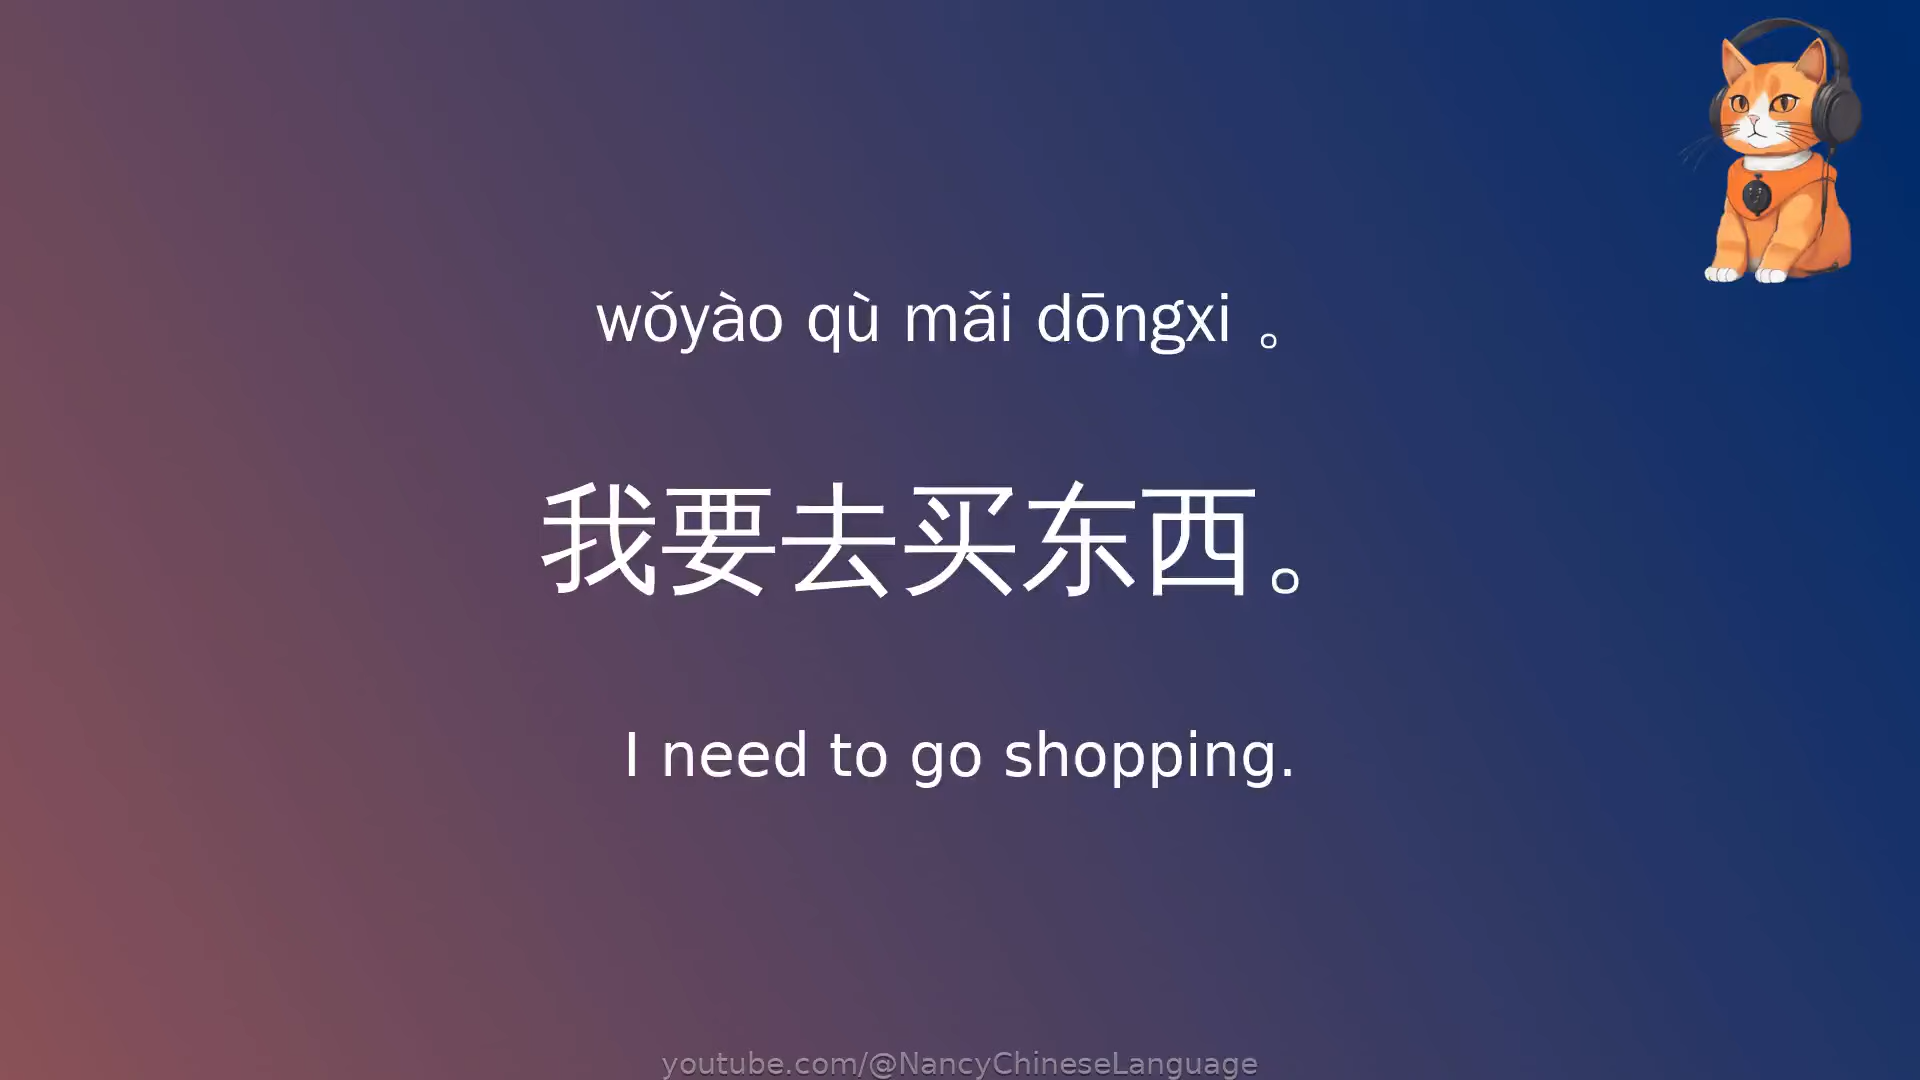 wǒyào qù mǎi dōngxi 。
我要去买东西。
I need to go shopping.
youtube.com/@NancyChineseLanguage